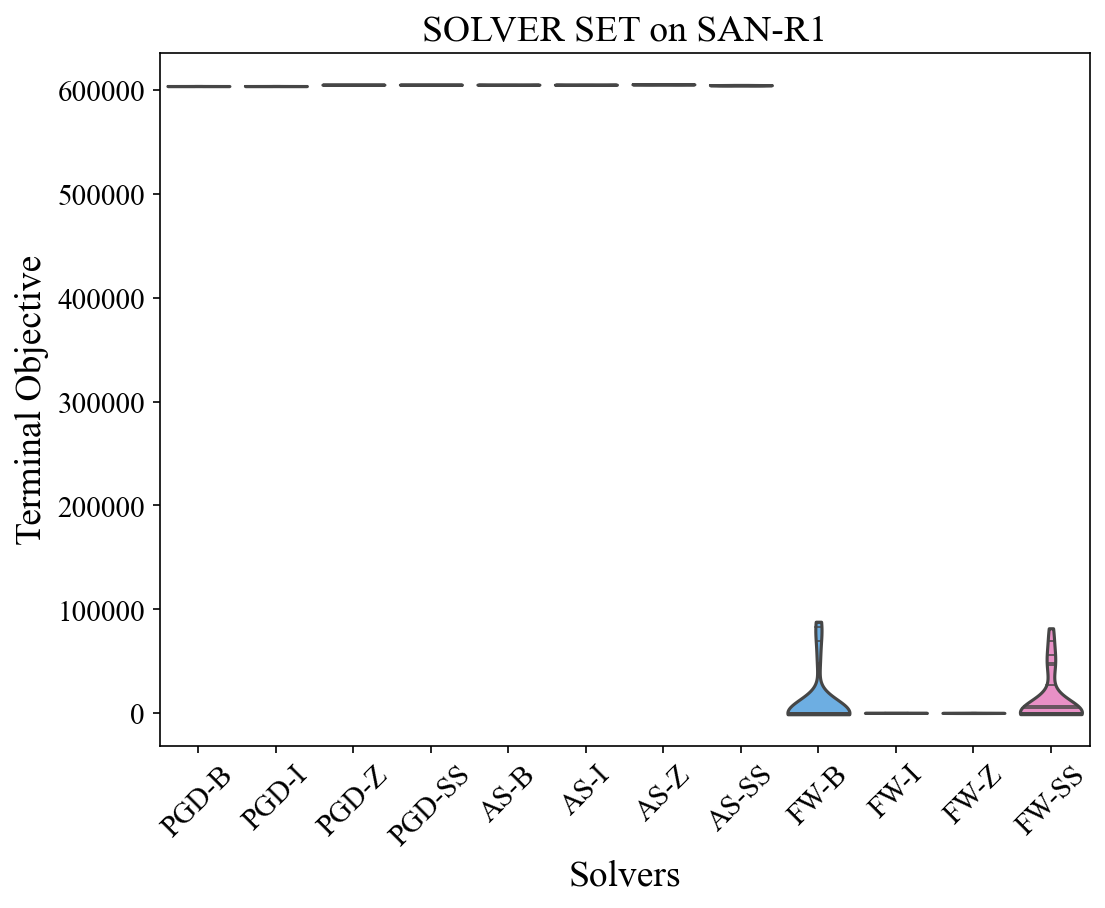 SOLVER SET on SAN-R1
Terminal Objective
600000
500000
400000
300000
200000
100000
0
PGD-B
PGD-I
PGD-Z
PGD-SS
AS-B
AS-I
AS-Z
AS-SS
FW-B
FW-I
FW-Z
FW-SS
Solvers